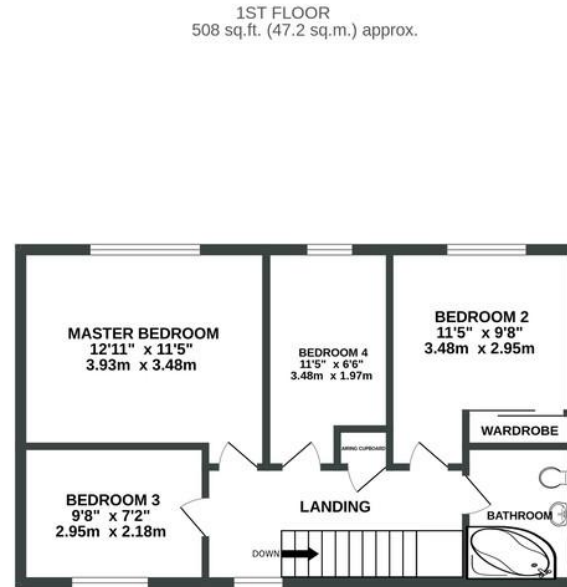 1ST FLOOR
508 sq.ft. (47.2 sq.m.) approx.
MASTER BEDROOM
12'11" x 11'5"
3.93m x 3.48m
BEDROOM 4
11'5" x 6'6"
3.48m x 1.97m
BEDROOM 2
11'5" x 9'8"
3.48m x 2.95m
AIRING CUPBOARD
WARDROBE
BEDROOM 3
9'8" x 7'2"
2.95m x 2.18m
LANDING
BATHROOM
DOWN